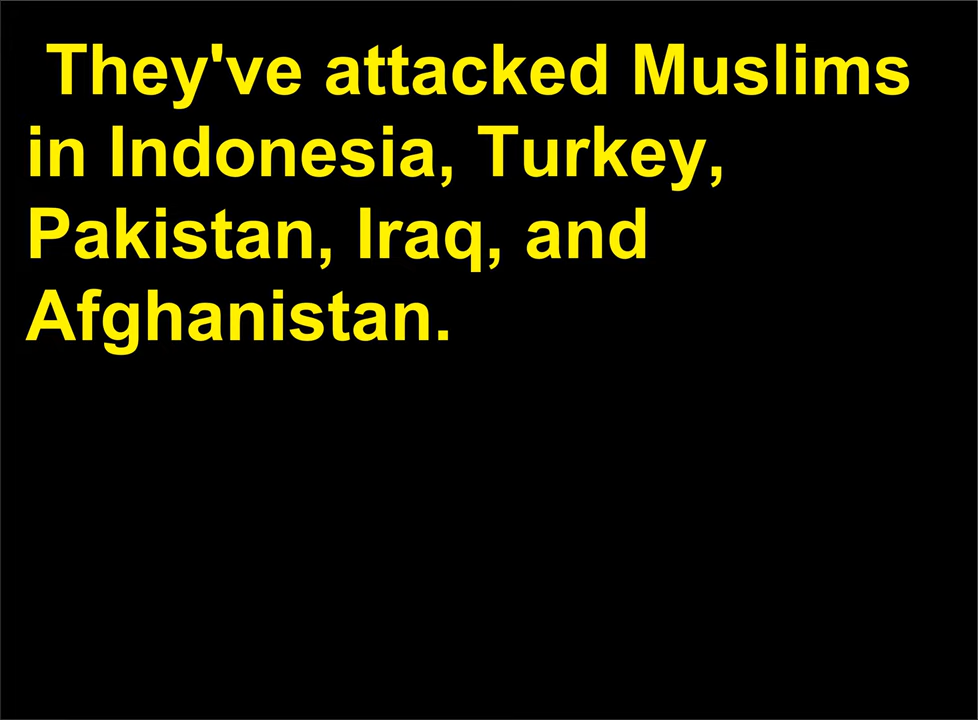 They've attacked Muslims
in Indonesia, Turkey,
Pakistan, Iraq, and
Afghanistan.